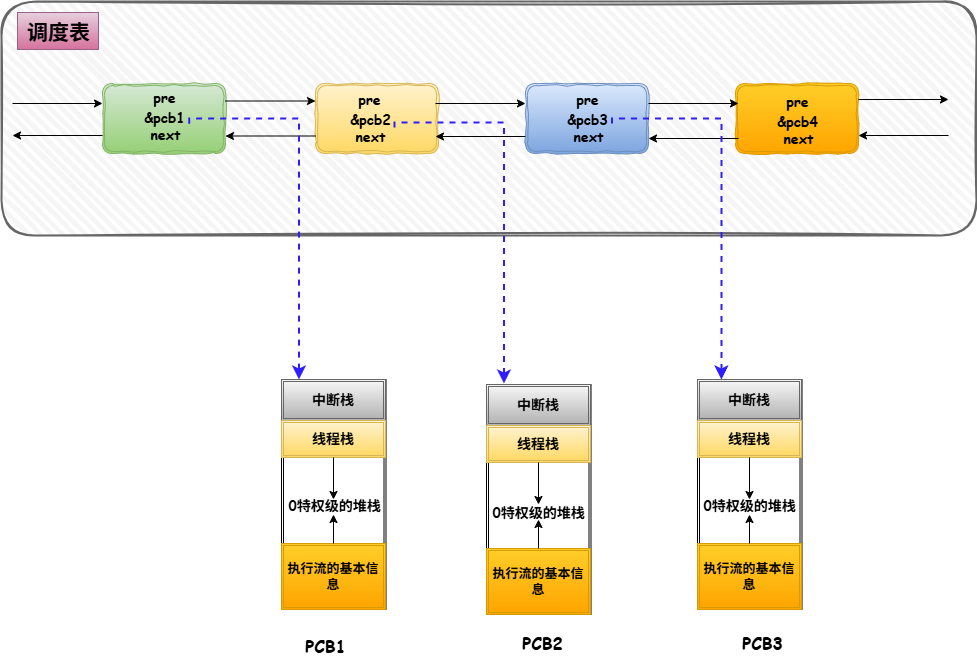 调度表
pre
&pcb1
next
pre
&pcb2
next
pre
&pcb3
next
pre
&pcb4
next
中断栈
线程栈
0特权级的堆栈
执行流的基本信
息
PCB1
中断栈
线程栈
0特权级的堆栈
执行流的基本信
息
PCB2
中断栈
线程栈
0特权级的堆栈
执行流的基本信
息
PCB3